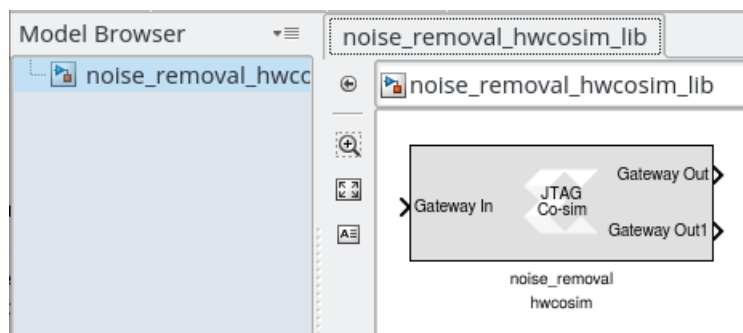 Model Browser
noise_removal_hwcosim_lib
noise_removal_hwcc
noise_removal_hwcosim_lib
Gateway In
JTAG
Co-sim
Gateway Out
Gateway Out1
noise_removal
hwcosim